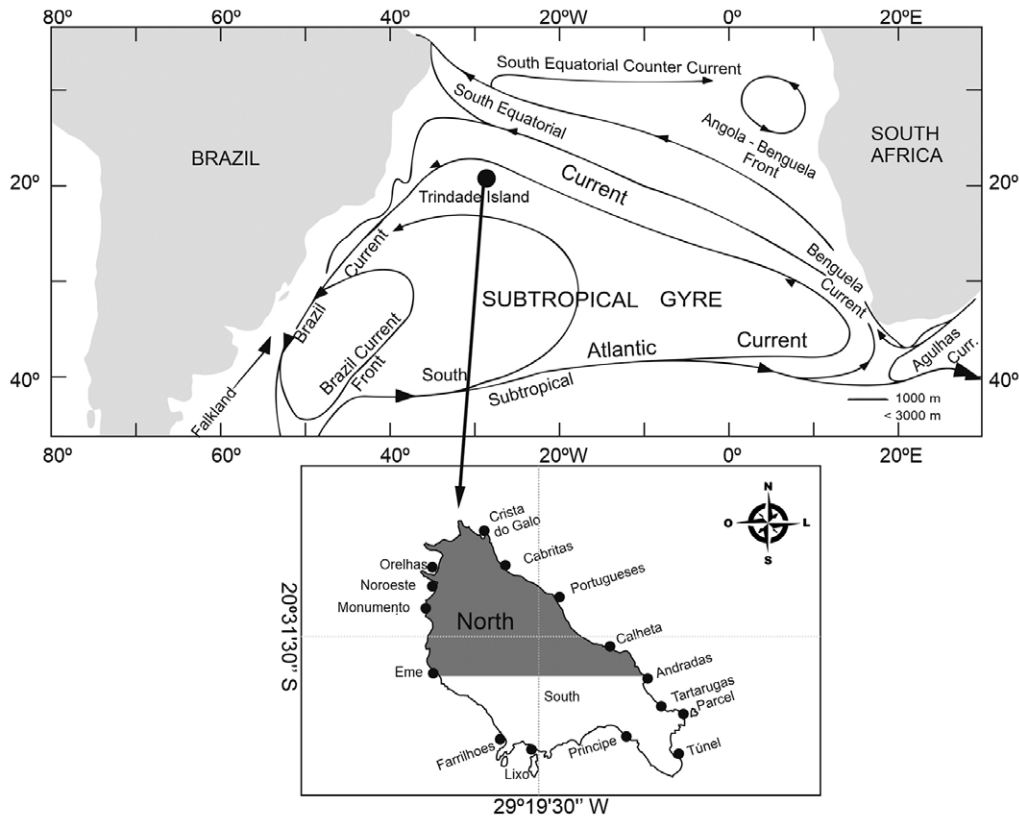 80º 60º 40º 20ºW 0º 20ºE
South Equatorial Counter Current
South Equatorial
Current
Angola - Benguela
Front
BRAZIL
SOUTH
AFRICA
20º
20º
Trindade Island
Benguela
Current
Current
Brazil
SUBTROPICAL GYRE
Brazil Current
Front
South
Atlantic
Current
Subtropical
Agulhas
Curr.
Falkland
40º
40º
1000 m
< 3000 m
80º 60º 40º 20ºW 0º 20ºE
N
O
L
S
Crista
do Galo
Orelhas
Cabritas
Noroeste
Portugueses
Monumento
North
Calheta
Eme
Andradas
South
Tartarugas
Parcel
Farrilhoes
Lixo
Principe
Túnel
20º31'30'' S
29º19'30'' W